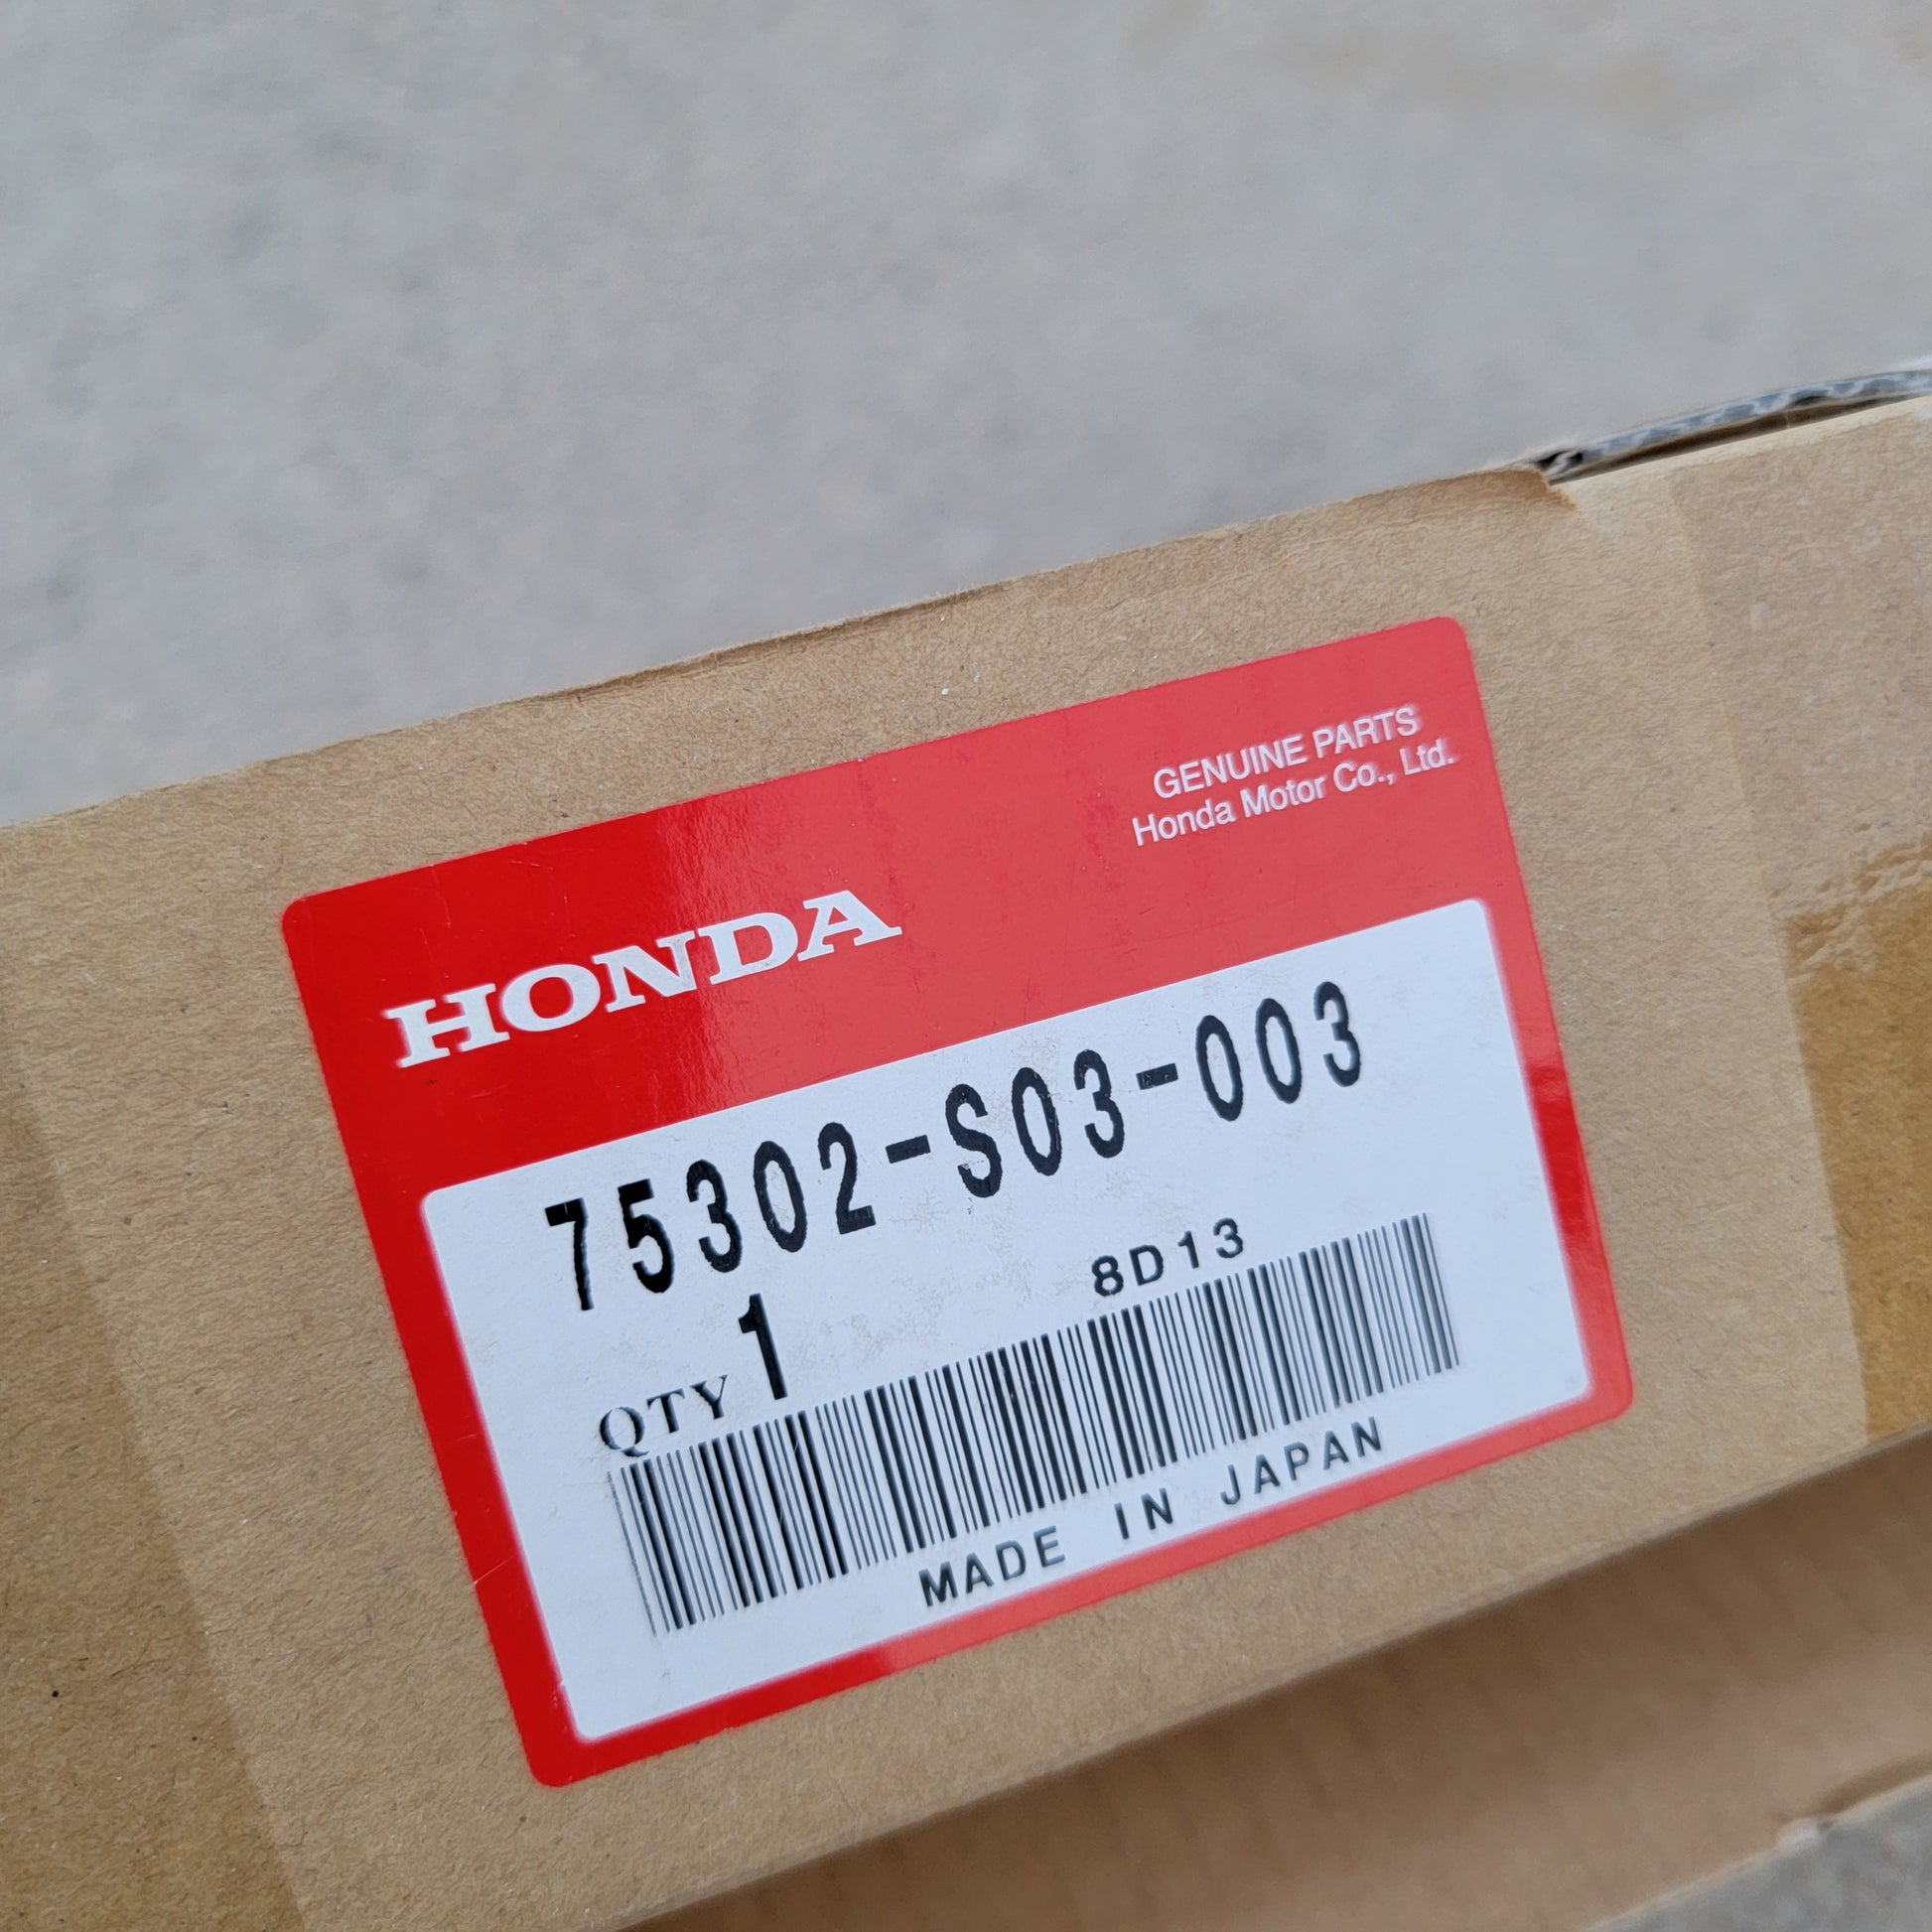 HONDA
GENUINE PARTS
Honda Motor Co., Ltd.
75302-S03-003
QTY 1
8D13
MADE IN JAPAN